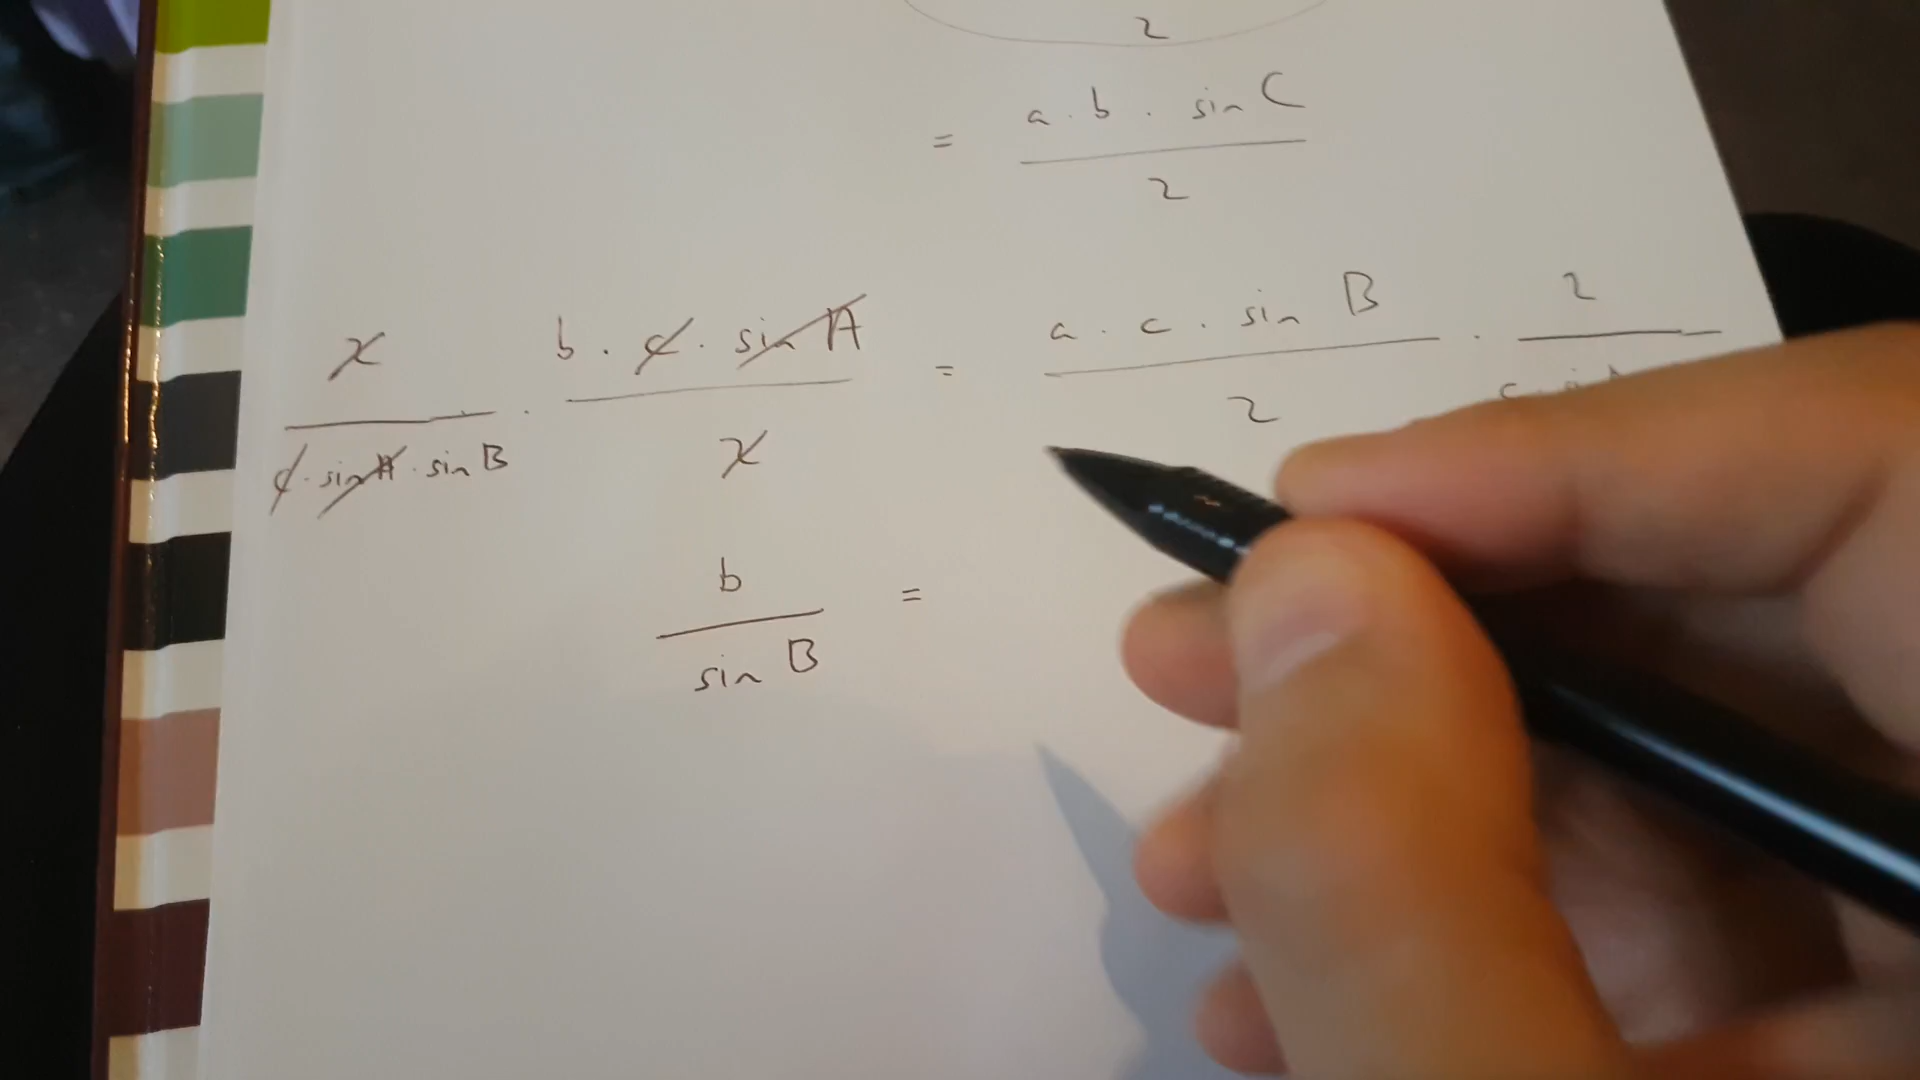 2
= a · b · sin C
2
2 / c · sin A · sin B · b · c · sin A / 2 = a · c · sin B / 2 · 2
b / sin B =